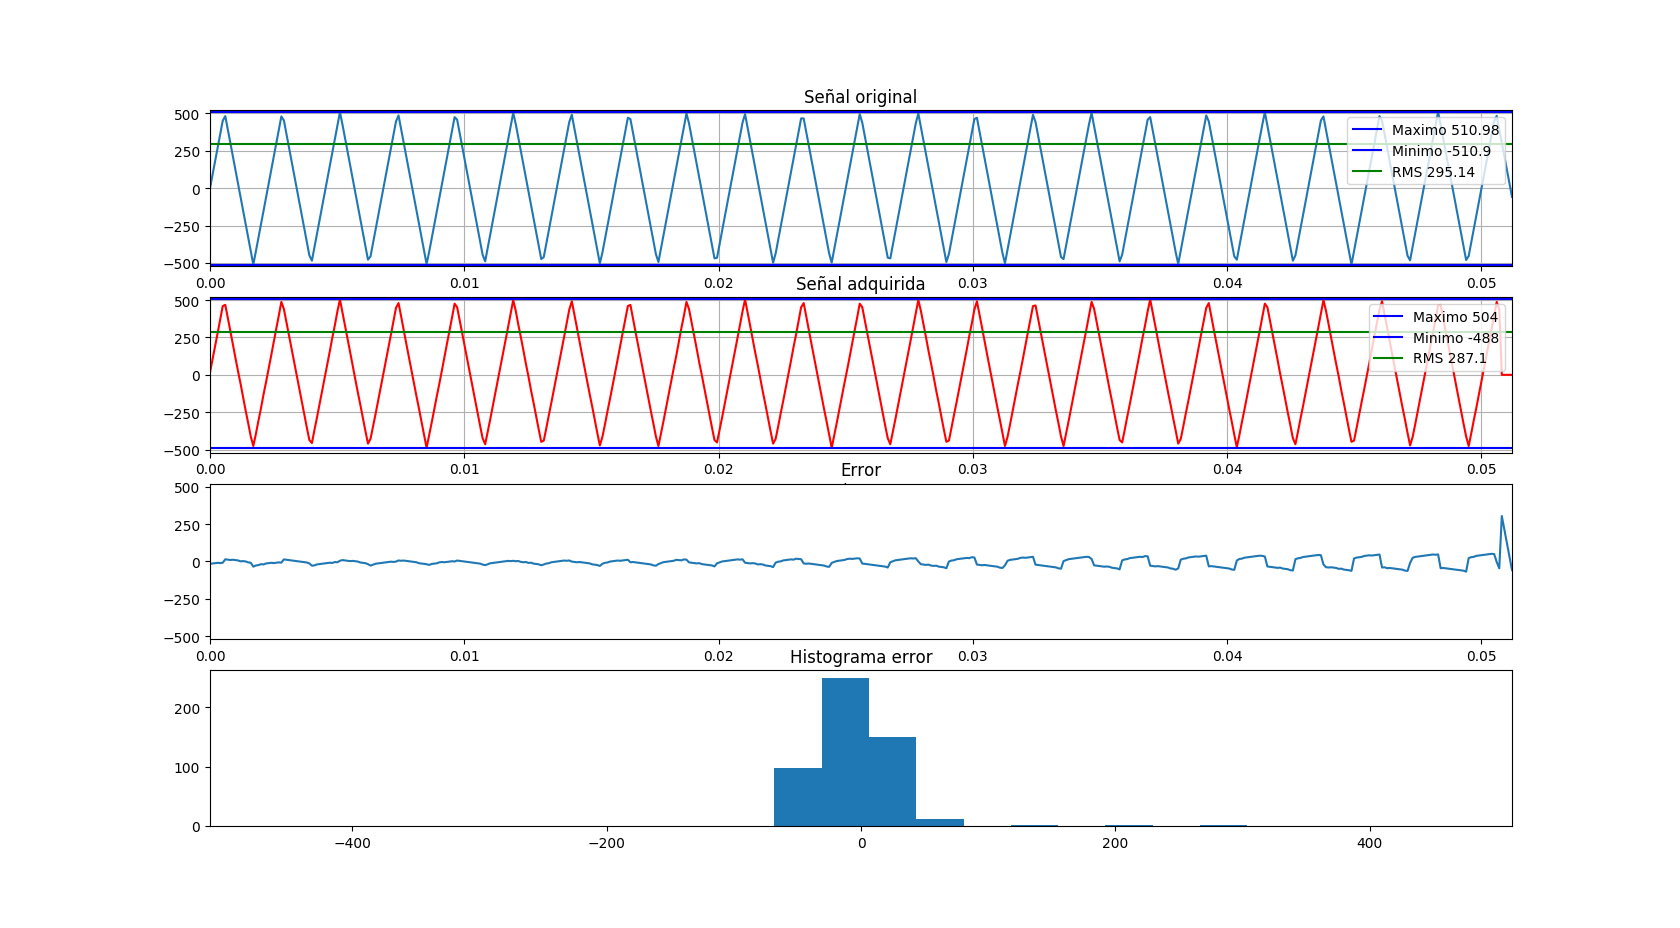 Señal original
500
250
0
−250
−500
Maximo 510.98
Minimo -510.9
RMS 295.14
0.00 0.01 0.02 0.03 0.04 0.05
Señal adquirida
500
250
0
−250
−500
Maximo 504
Minimo -488
RMS 287.1
0.00 0.01 0.02 0.03 0.04 0.05
Error
500
250
0
−250
−500
0.00 0.01 0.02 0.03 0.04 0.05
Histograma error
200
100
0
−400 −200 0 200 400